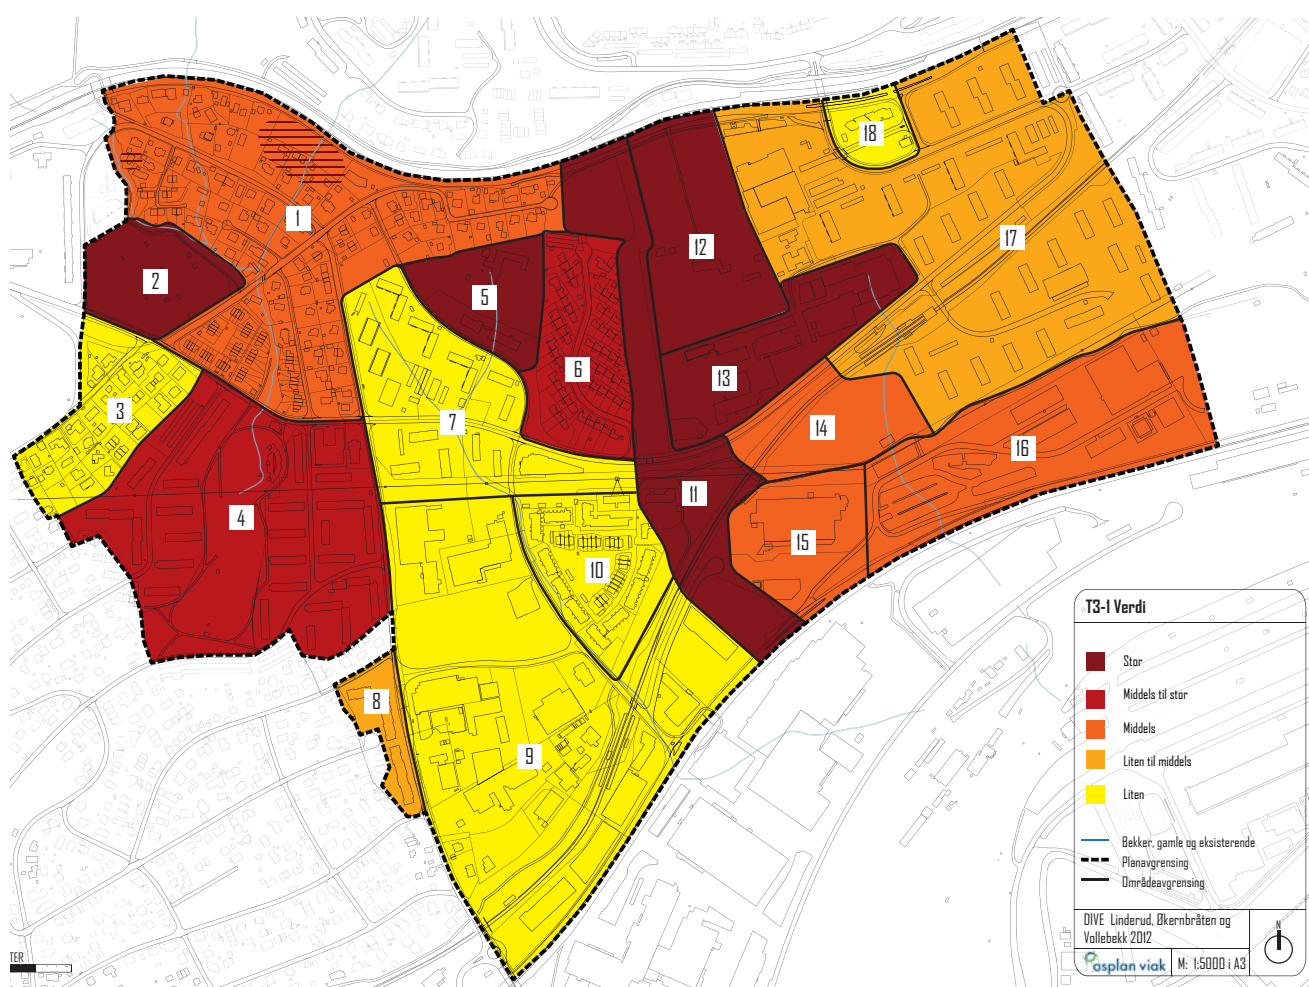 18
1
12
17
2
5
6
13
3
7
14
16
11
4
15
10
8
9
T3-1 Verdi
Stor
Middels til stor
Middels
Liten til middels
Liten
Bekker, gamle og eksisterende
Planavgrensing
Områdeavgrensing
DIVE Linderud, Økernbråten og
Vollebekk 2012
N
asplan viak
M: 1:5000 i A3
TER